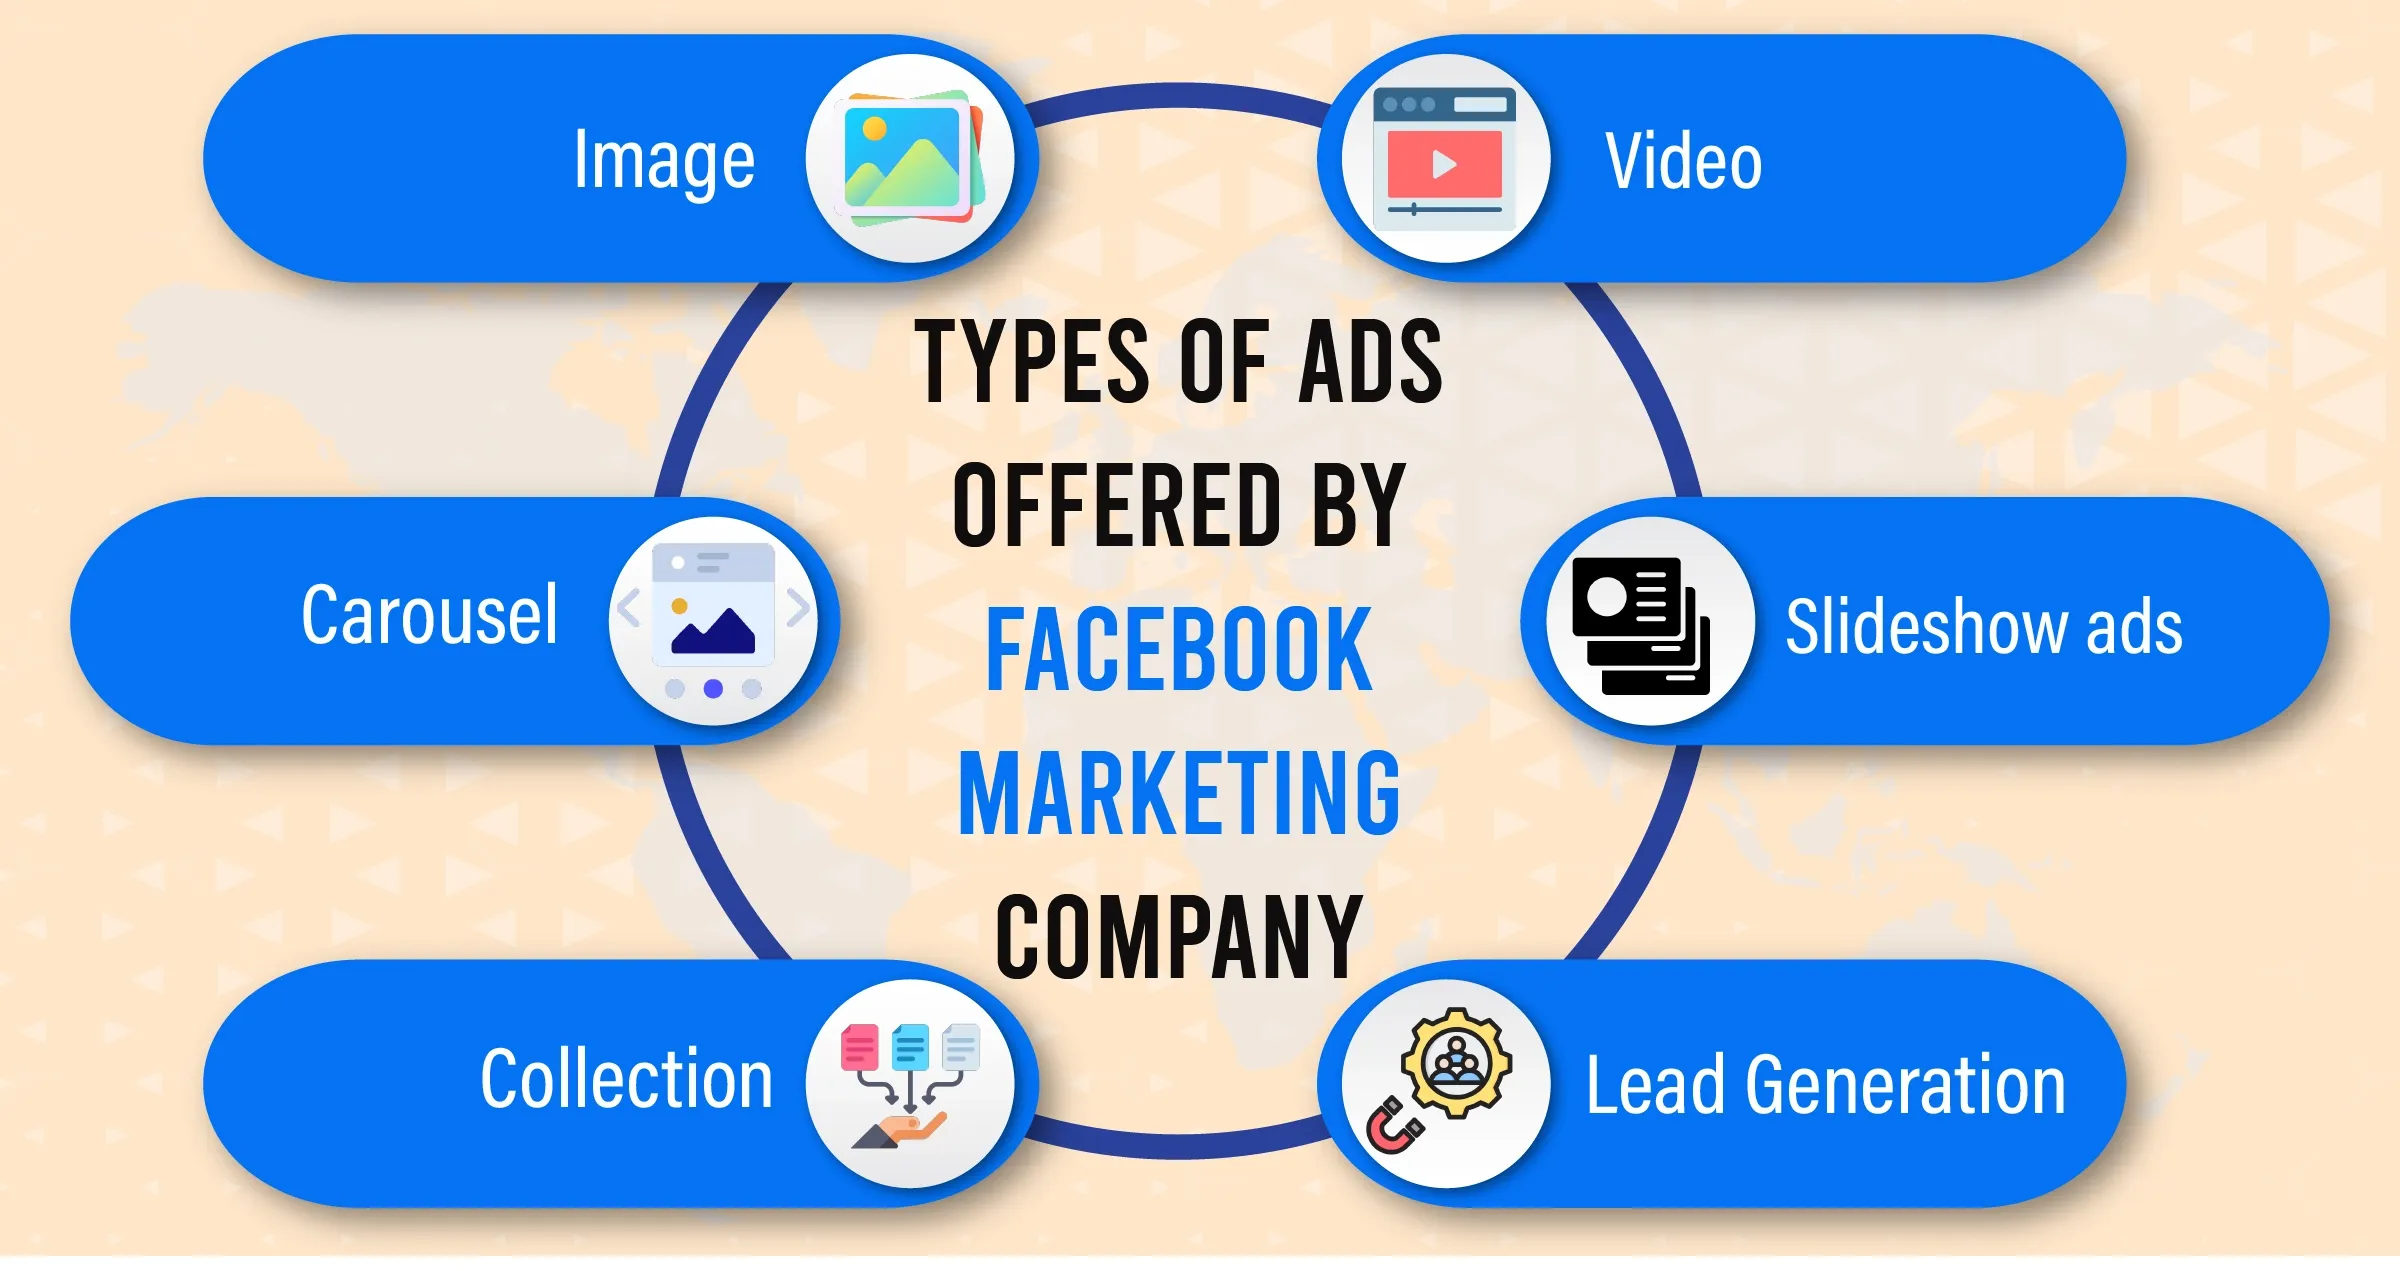 Image
Video
TYPES OF ADS
OFFERED BY
FACEBOOK
MARKETING
COMPANY
Carousel
Slideshow ads
Collection
Lead Generation